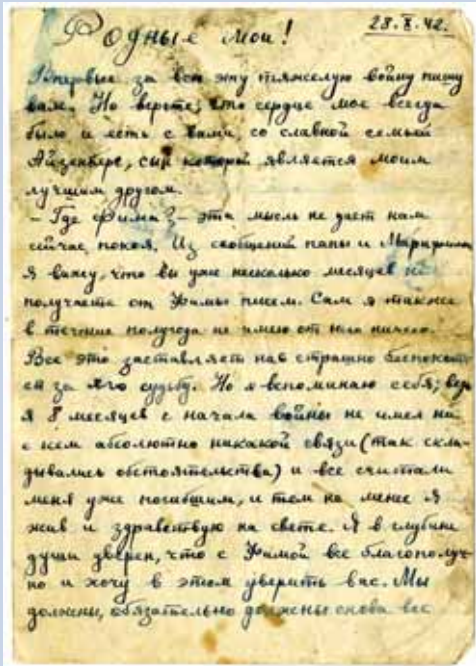 28.X.42.
Родные мои!
Впервые за всю эту тяжелую войну пишу
вам. Но верьте, что сердце мое всегда
было и есть с вами, со славной семьей
Айзенберг, сын которой является моим
лучшим другом.
– Где Фима? – эта мысль не дает нам
сейчас покоя. Из сообщений папы и
я вижу, что вы уже несколько месяцев не
получаете от Фимы писем. Сам я также
в течение полугода не имею от него ничего.
Все это заставляет нас страшно беспокоит
ся за его судьбу. Но я вспоминаю себя; ведь
я 8 месяцев с начала войны не имел ни
с кем абсолютно никакой связи (так скла-
дывались обстоятельства) и все считали
меня уже погибшим, и тем не менее я
жив и здравствую на свете. Я в глубине
души уверен, что с Фимой все благополуч-
но и хочу в этом уверить вас. Мы
должны, обязательно должны снова все